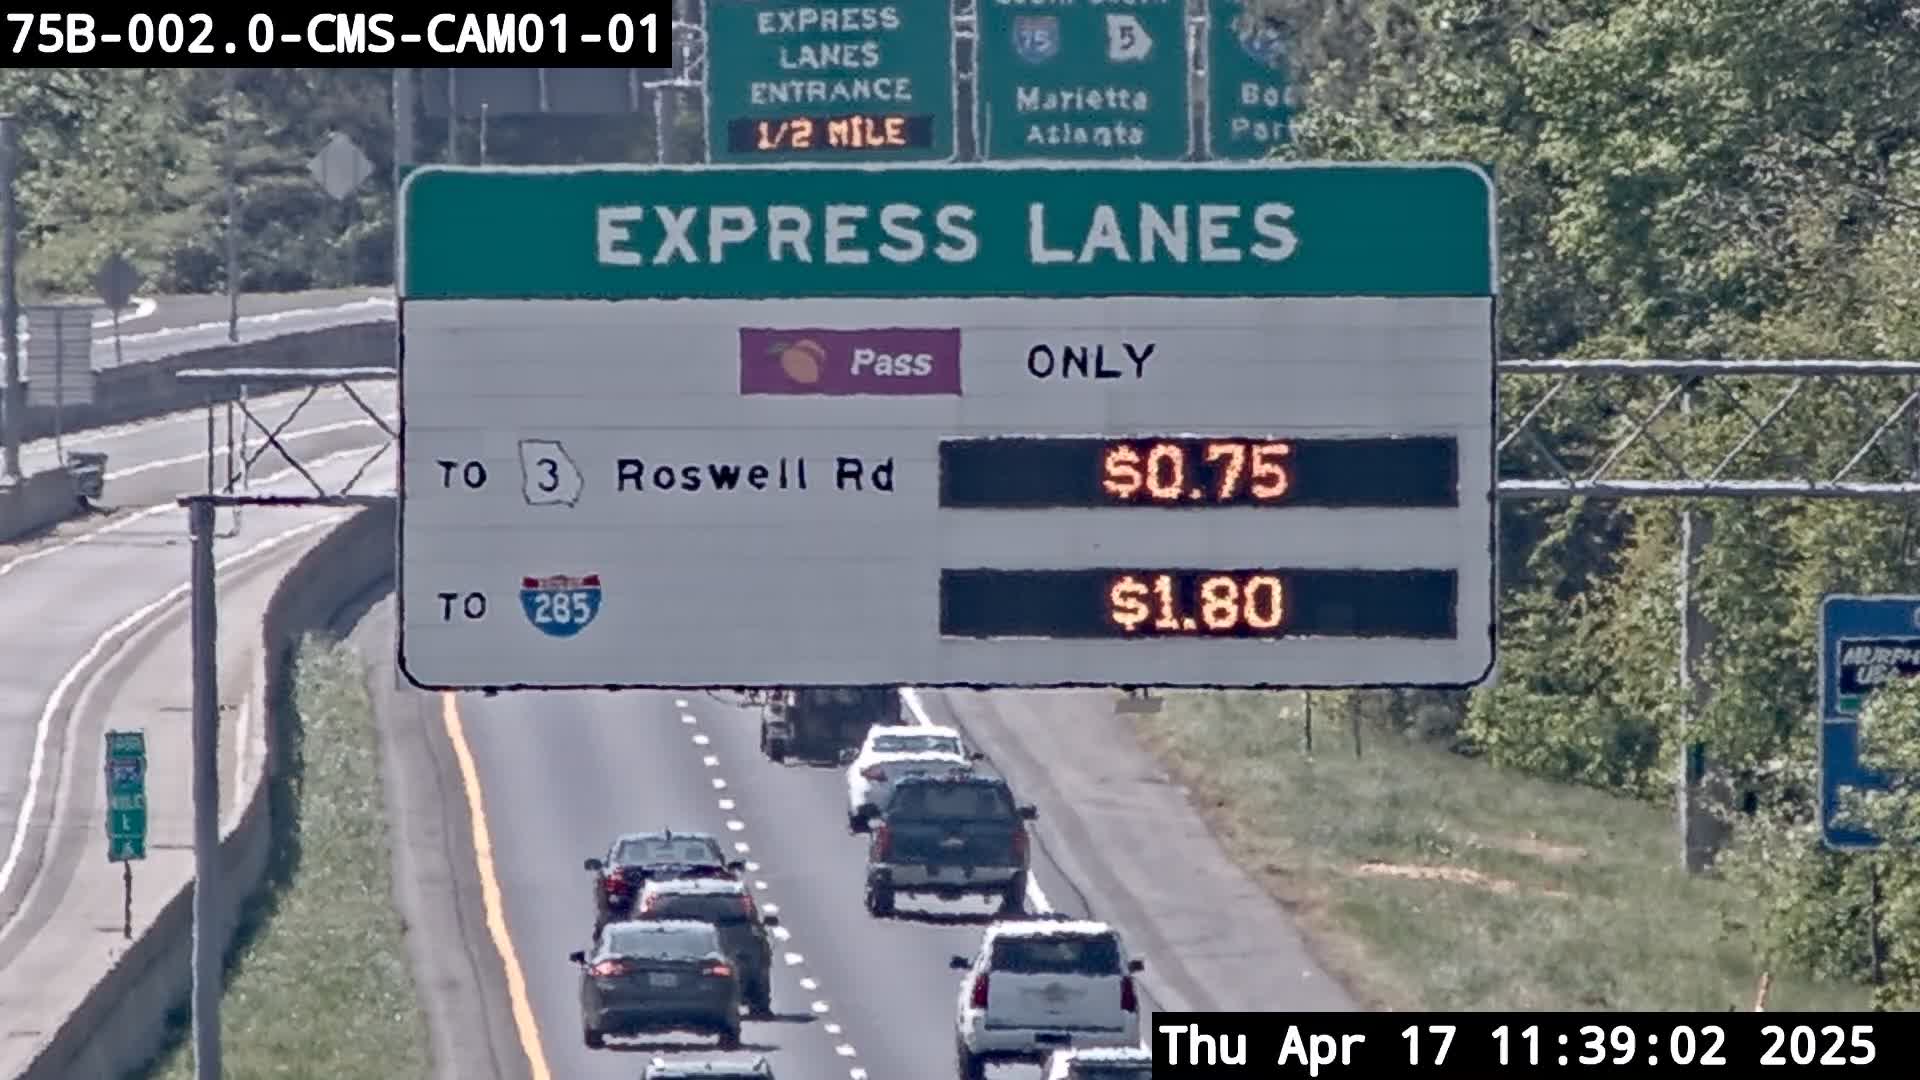 75B-002.0-CMS-CAM01-01
EXPRESS
LANES
ENTRANCE
1/2 MILE
75
5
Marietta
Atlanta
EXPRESS LANES
Pass ONLY
TO 3 Roswell Rd $0.75
TO 285 $1.80
Thu Apr 17 11:39:02 2025